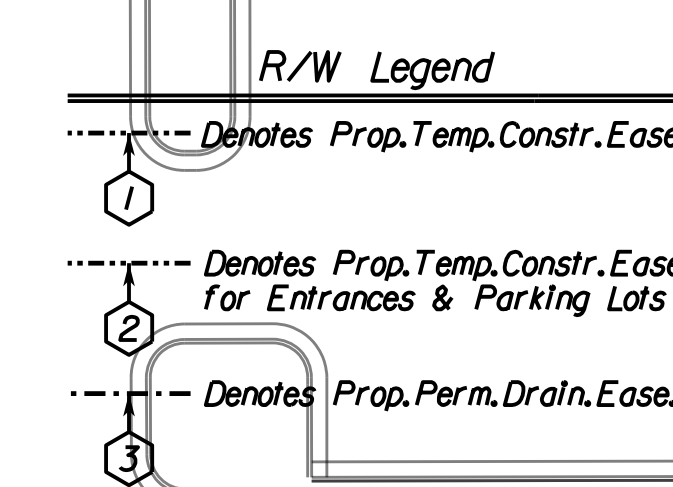 R/W Legend
Denotes Prop.Temp.Constr.Ease
1
Denotes Prop.Temp.Constr.Ease
for Entrances & Parking Lots
2
Denotes Prop.Perm.Drain.Ease.
3